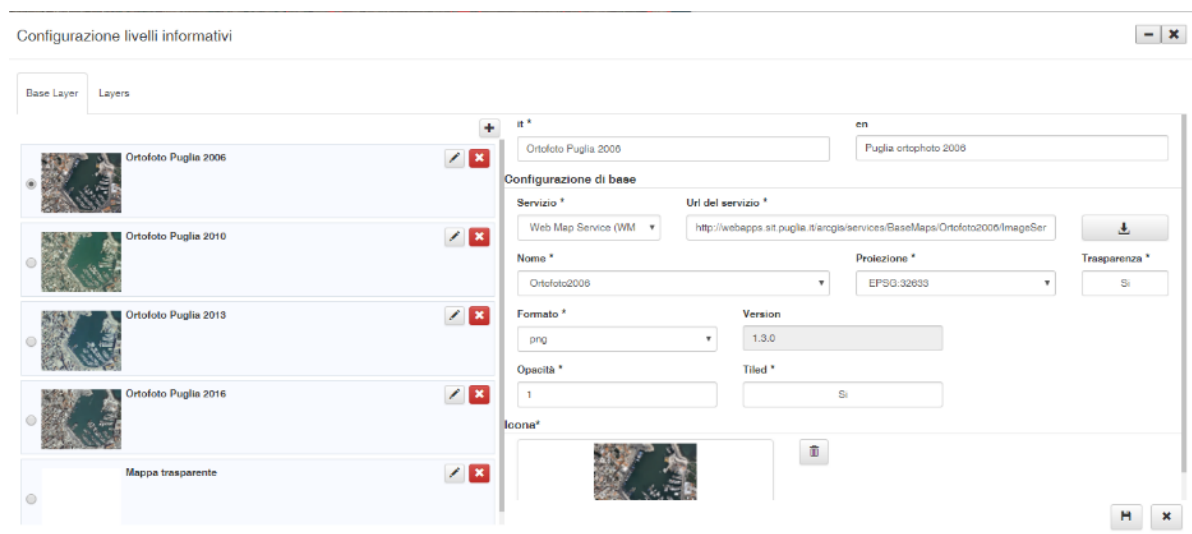 Configurazione livelli informativi
Base Layer Layers
Ortofoto Puglia 2006
Ortofoto Puglia 2010
Ortofoto Puglia 2013
Ortofoto Puglia 2016
Mappa trasparente
it * en
Ortofoto Puglia 2006 Puglia ortophoto 2006
Configurazione di base
Servizio * Url del servizio *
Web Map Service (WM http://webapps.sit.puglia.it/arcgis/services/BaseMaps/Ortofoto2006/ImageSer
Nome * Proiezione * Trasparenza *
Ortofoto2006 EPSG:32633 Si
Formato * Version
png 1.3.0
Opacità * Tiled *
1 Si
Icona*